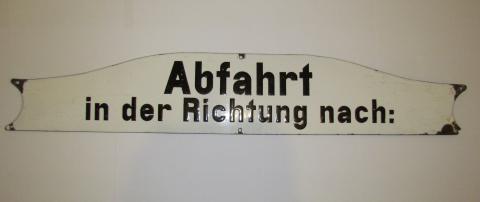 Abfahrt
in der Richtung nach: